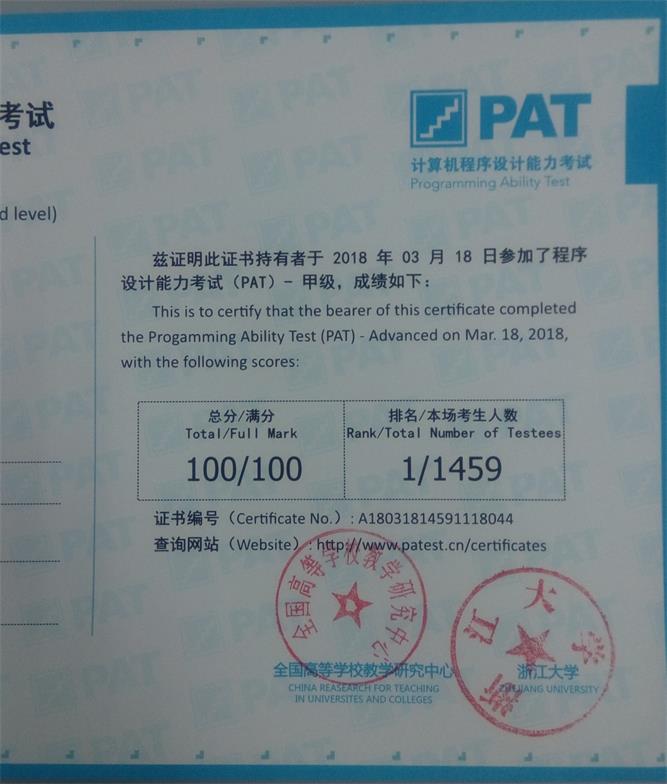 考试
est
d level)
PAT
计算机程序设计能力考试
Programming Ability Test
兹证明此证书持有者于 2018 年 03 月 18 日参加了程序
设计能力考试（PAT）- 甲级，成绩如下：
This is to certify that the bearer of this certificate completed
the Progamming Ability Test (PAT) - Advanced on Mar. 18, 2018,
with the following scores:
总分/满分
Total/Full Mark
100/100
排名/本场考生人数
Rank/Total Number of Testees
1/1459
证书编号（Certificate No.）: A18031814591118044
查询网站（Website）: http://www.patest.cn/certificates
全国高等学校教学研究中心
浙江大学
全国高等学校教学研究中心
CHINA REASEARCH FOR TEACHING
IN UNIVERSITES AND COLLEGES
浙江大学
ZHEJIANG UNIVERSITY